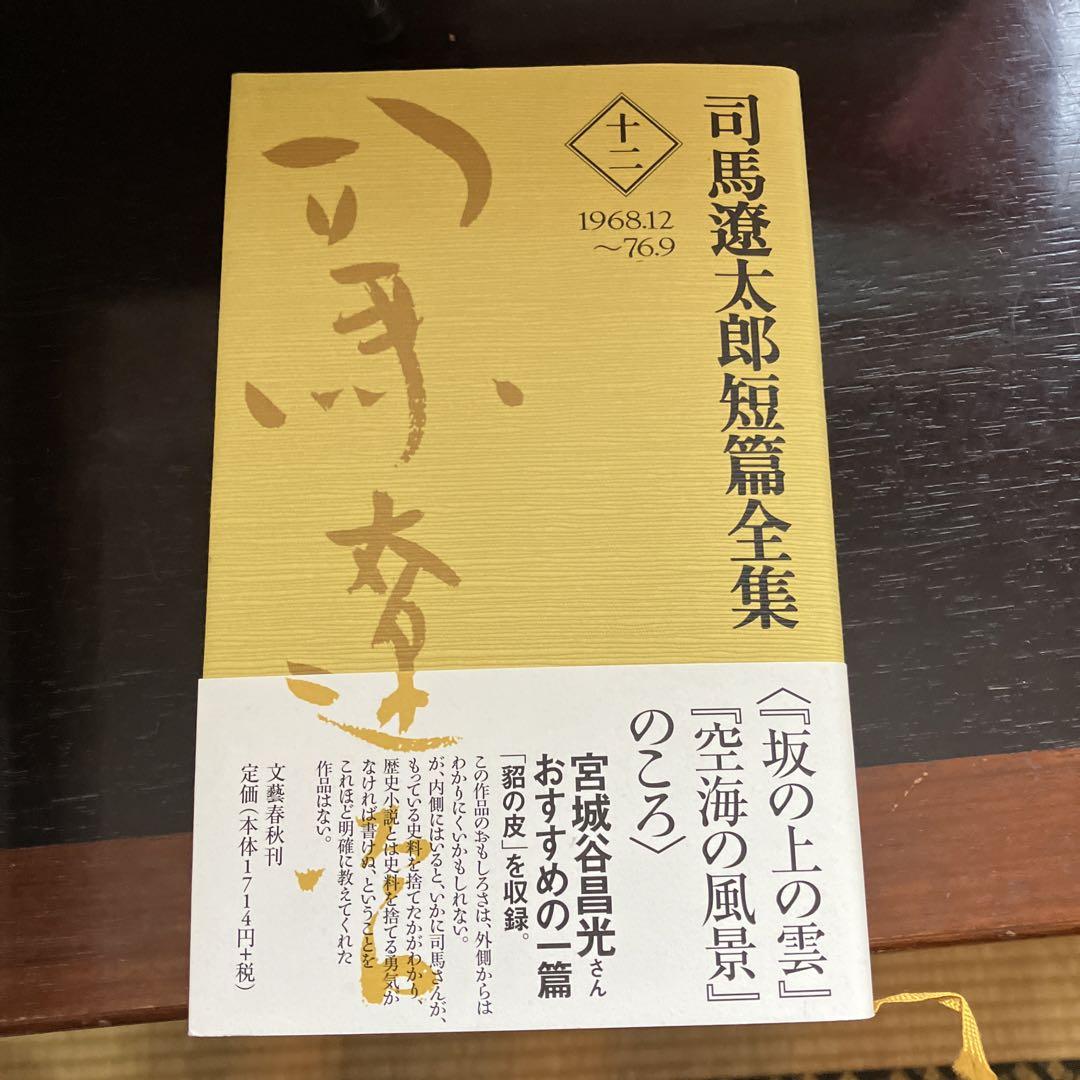 司馬遼太郎短篇全集
十二
1968.12
～76.9
司馬遼太郎
〈『坂の上の雲』
『空海の風景』
のころ〉
宮城谷昌光さん
おすすめの一篇
「貂の皮」を収録。
この作品のおもしろさは、外側からは
わかりにくいかもしれない。
が、内側にはいると、いかに司馬さんが、
もっている史料を捨てたかがわかり、
歴史小説とは史料を捨てる勇気が
なければ書けぬ、ということを
これほど明確に教えてくれた
作品はない。
文藝春秋刊
定価（本体1714円+税）